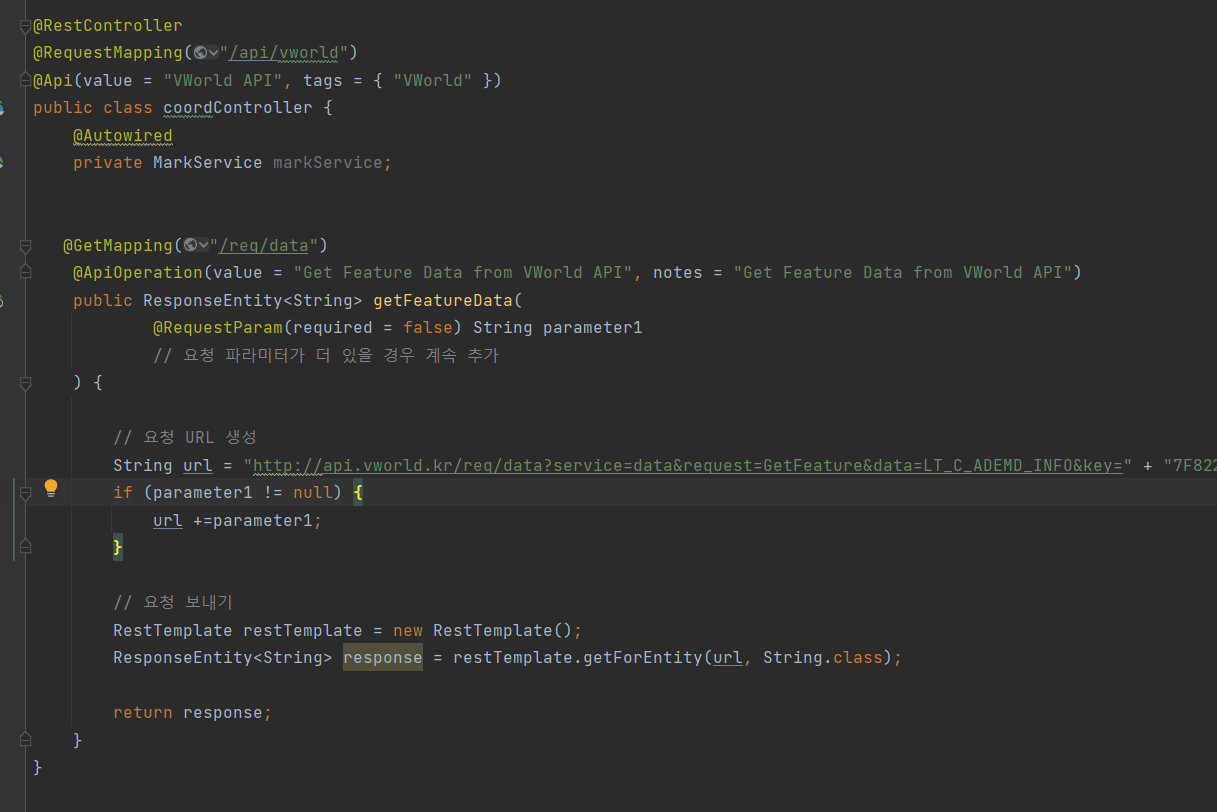 @RestController
@RequestMapping("/api/vworld")
@Api(value = "VWorld API", tags = { "VWorld" })
public class coordController {
@Autowired
private MarkService markService;
@GetMapping("/req/data")
@ApiOperation(value = "Get Feature Data from VWorld API", notes = "Get Feature Data from VWorld API")
public ResponseEntity<String> getFeatureData(
@RequestParam(required = false) String parameter1
// 요청 파라미터가 더 있을 경우 계속 추가
) {
// 요청 URL 생성
String url = "http://api.vworld.kr/req/data?service=data&request=GetFeature&data=LT_C_ADEMD_INFO&key=" + "7F822
if (parameter1 != null) {
url +=parameter1;
}
// 요청 보내기
RestTemplate restTemplate = new RestTemplate();
ResponseEntity<String> response = restTemplate.getForEntity(url, String.class);
return response;
}
}